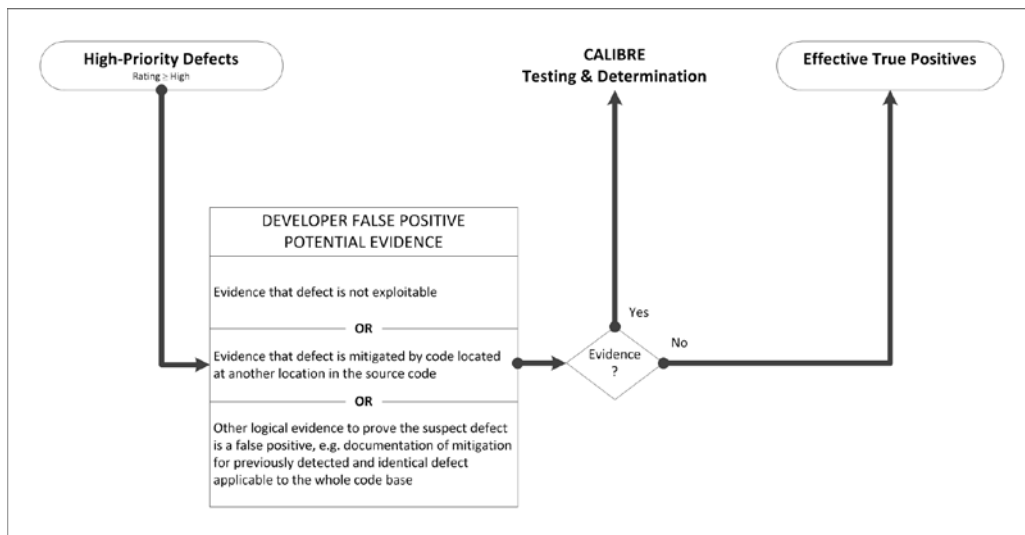 High-Priority Defects
Rating ≥ High
CALIBRE
Testing & Determination
Effective True Positives
DEVELOPER FALSE POSITIVE
POTENTIAL EVIDENCE
Evidence that defect is not exploitable
OR
Evidence that defect is mitigated by code located
at another location in the source code
OR
Other logical evidence to prove the suspect defect
is a false positive, e.g. documentation of mitigation
for previously detected and identical defect
applicable to the whole code base
Yes
No
Evidence
?